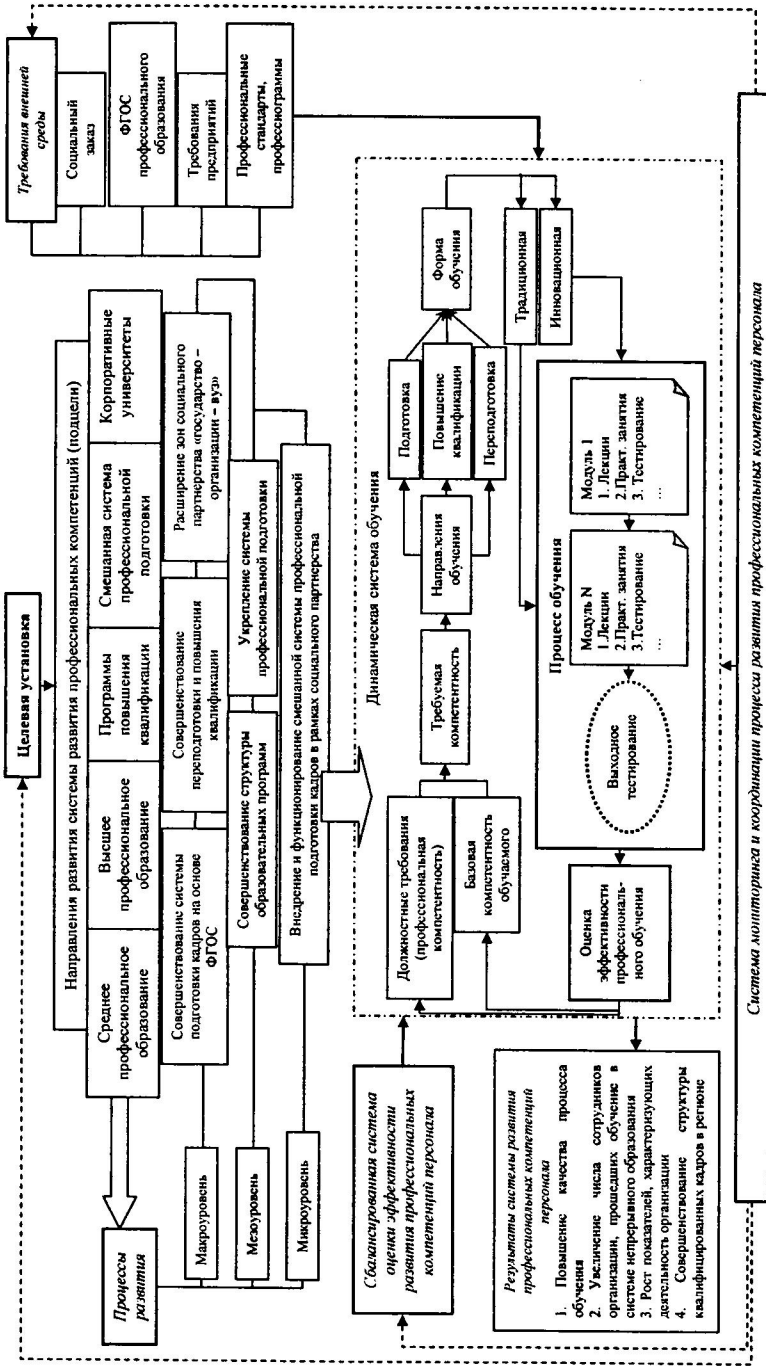 Целевая установка
Направления развития системы развития профессиональных компетенций (подцели)
Среднее
профессиональное
образование
Высшее
профессиональное
образование
Программы
повышения
квалификации
Смешанная система
профессиональной
подготовки
Корпоративные
университеты
Процессы
развития
Макроуровень
Совершенствование системы
подготовки кадров на основе
ФГОС
Совершенствование
переподготовки и повышения
квалификации
Расширение зон социального
партнерства «государство –
организации – вуз»
Мезоуровень
Совершенствование структуры
образовательных программ
Укрепление системы
профессиональной подготовки
Микроуровень
Внедрение и функционирование смешанной системы профессиональной
подготовки кадров в рамках социального партнерства
Требования внешней
среды
Социальный
заказ
ФГОС
профессионального
образования
Требования
предприятий
Профессиональные
стандарты,
профессиограммы
Сбалансированная система
оценки эффективности
развития профессиональных
компетенций персонала
Динамическая система обучения
Должностные требования
(профессиональная
компетентность)
Базовая
компетентность
обучаемого
Требуемая
компетентность
Направления
обучения
Подготовка
Повышение
квалификации
Переподготовка
Форма
обучения
Традиционная
Инновационная
Процесс обучения
Модуль 1
1. Лекции
2.Практ. занятия
3. Тестирование
…
Модуль N
1.Лекции
2.Практ. занятия
3.Тестирование
…
Выходное
тестирование
Оценка
эффективности
профессиональ-
ного обучения
Результаты системы развития
профессиональных компетенций
персонала
1. Повышение качества процесса
обучения
2. Увеличение числа сотрудников
организации, прошедших обучение в
системе непрерывного образования
3. Рост показателей, характеризующих
деятельность организации
4. Совершенствование структуры
квалифицированных кадров в регионе
Система мониторинга и координации процесса развития профессиональных компетенций персонала